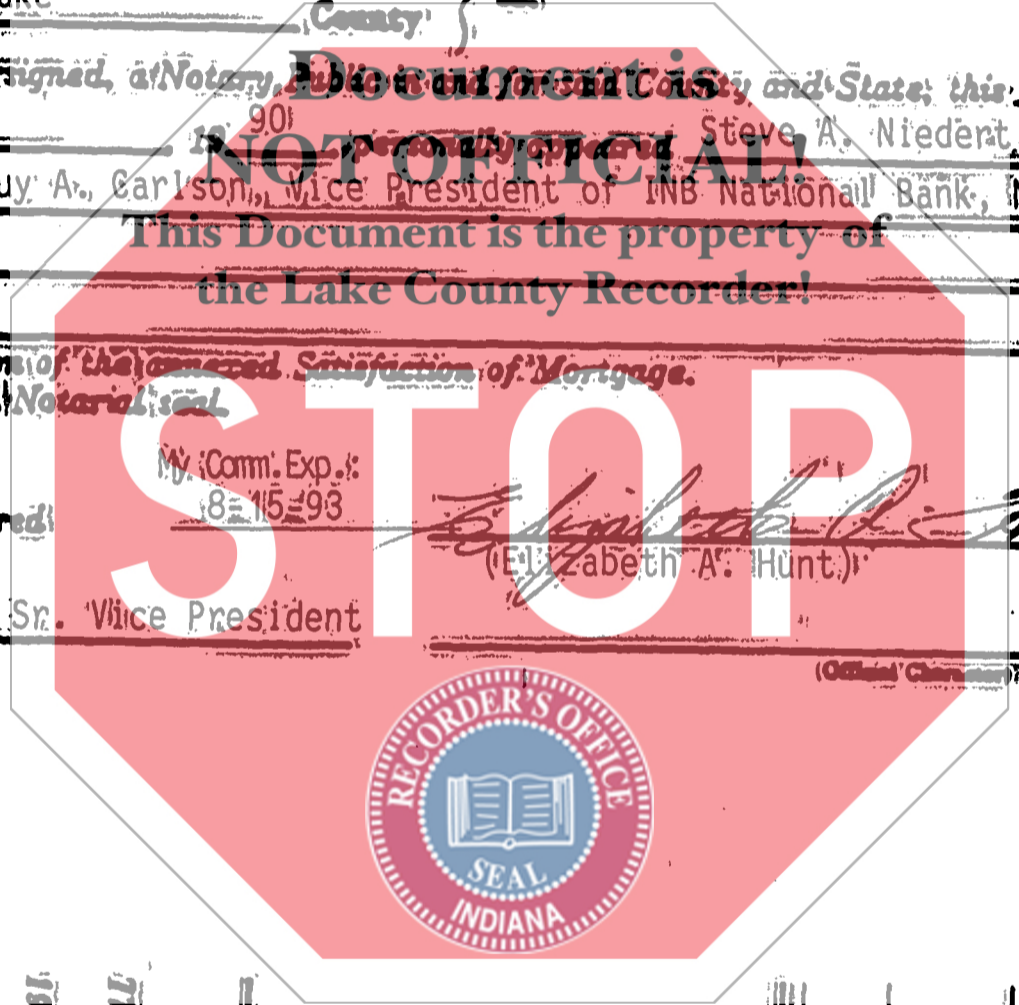 County
signed, a Notary Public in and for said County and State; this
Document is
1990 personally appeared Steve A. Niedert
NOT OFFICIAL!
y A. Carlson, Vice President of INB National Bank,
This Document is the property of
the Lake County Recorder!
of the annexed Satisfaction of Mortgage.
Notarial seal
STOP
My Comm. Exp.:
8-15-93
(Elizabeth A. Hunt)
Sr. Vice President
(Official Character)
RECORDER'S OFFICE
SEAL
INDIANA